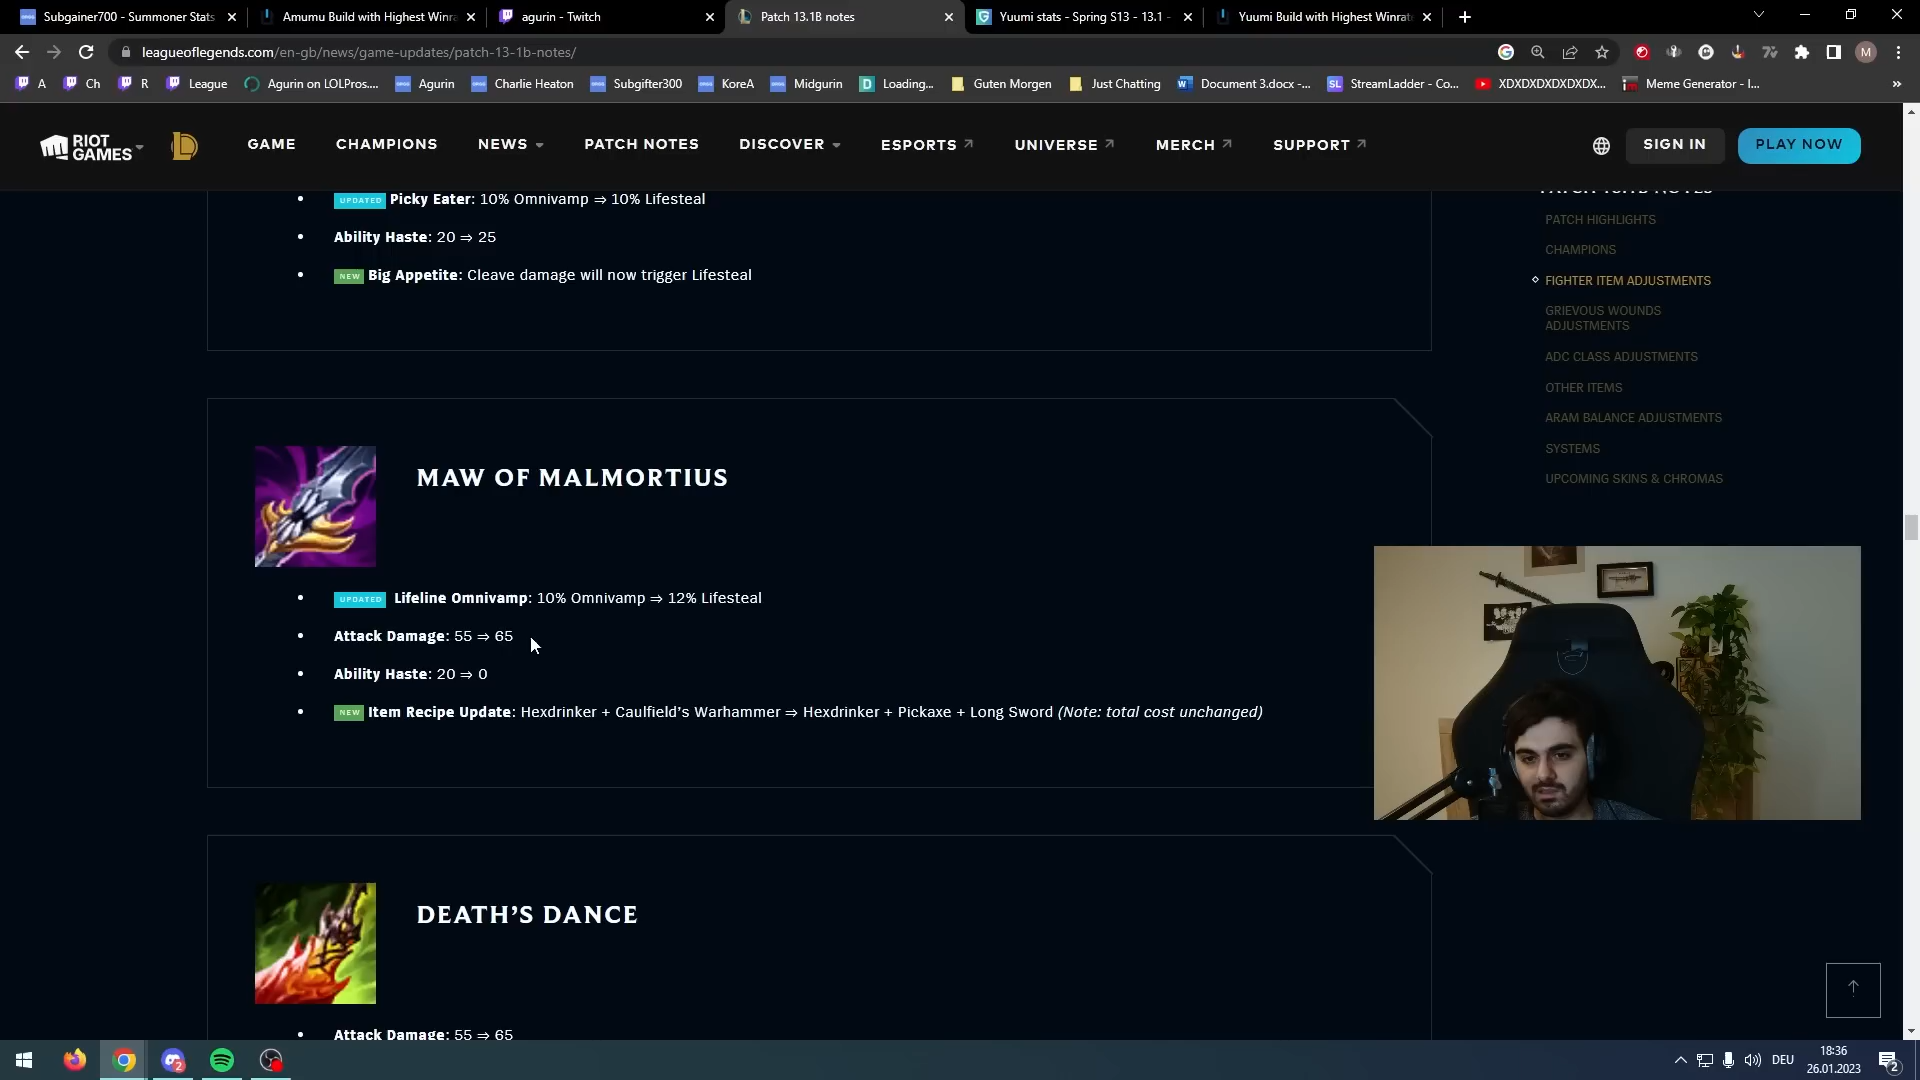 Subgainer700 - Summoner Stats
Amumu Build with Highest Winra
agurin - Twitch
Patch 13.1B notes
Yuumi stats - Spring S13 - 13.1 -
Yuumi Build with Highest Winrat
leagueoflegends.com/en-gb/news/game-updates/patch-13-1b-notes/
M
A
Ch
R
League
Agurin on LOLPros....
Agurin
Charlie Heaton
Subgifter300
KoreA
Midgurin
Loading...
Guten Morgen
Just Chatting
Document 3.docx -...
StreamLadder - Co...
XDXDXDXDXDXDX...
Meme Generator - I...
RIOT
GAMES
GAME
CHAMPIONS
NEWS
PATCH NOTES
DISCOVER
ESPORTS
UNIVERSE
MERCH
SUPPORT
SIGN IN
PLAY NOW
UPDATED Picky Eater: 10% Omnivamp ⇒ 10% Lifesteal
Ability Haste: 20 ⇒ 25
NEW Big Appetite: Cleave damage will now trigger Lifesteal
PATCH 13.1B NOTES
PATCH HIGHLIGHTS
CHAMPIONS
FIGHTER ITEM ADJUSTMENTS
GRIEVOUS WOUNDS
ADJUSTMENTS
ADC CLASS ADJUSTMENTS
OTHER ITEMS
ARAM BALANCE ADJUSTMENTS
SYSTEMS
UPCOMING SKINS & CHROMAS
MAW OF MALMORTIUS
UPDATED Lifeline Omnivamp: 10% Omnivamp ⇒ 12% Lifesteal
Attack Damage: 55 ⇒ 65
Ability Haste: 20 ⇒ 0
NEW Item Recipe Update: Hexdrinker + Caulfield's Warhammer ⇒ Hexdrinker + Pickaxe + Long Sword (Note: total cost unchanged)
DEATH'S DANCE
Attack Damage: 55 ⇒ 65
2
DEU
18:36
26.01.2023
2